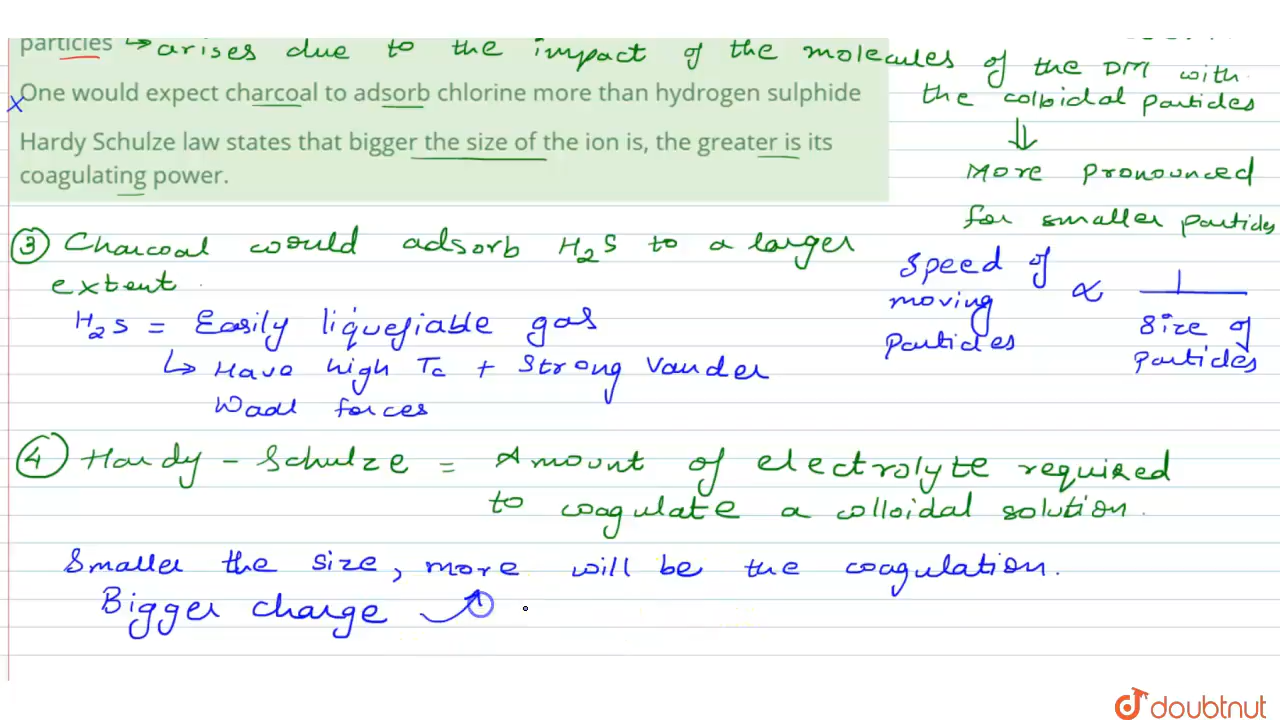 particles ↳ arises due to the impact of the molecules of the DM with
the colloidal particles
⇓
More pronounced
for smaller particles
x One would expect charcoal to adsorb chlorine more than hydrogen sulphide
Hardy Schulze law states that bigger the size of the ion is, the greater is its
coagulating power.
③ Charcoal would adsorb H₂S to a larger
extent.
H₂S = Easily liquefiable gas
↳ Have high Tc + Strong Vander
Waal forces
Speed of
moving
Particles
∝
1
Size of
particles
④ Hardy - Schulze = Amount of electrolyte required
to coagulate a colloidal solution.
Smaller the size, more will be the coagulation.
Bigger charge
doubtnut